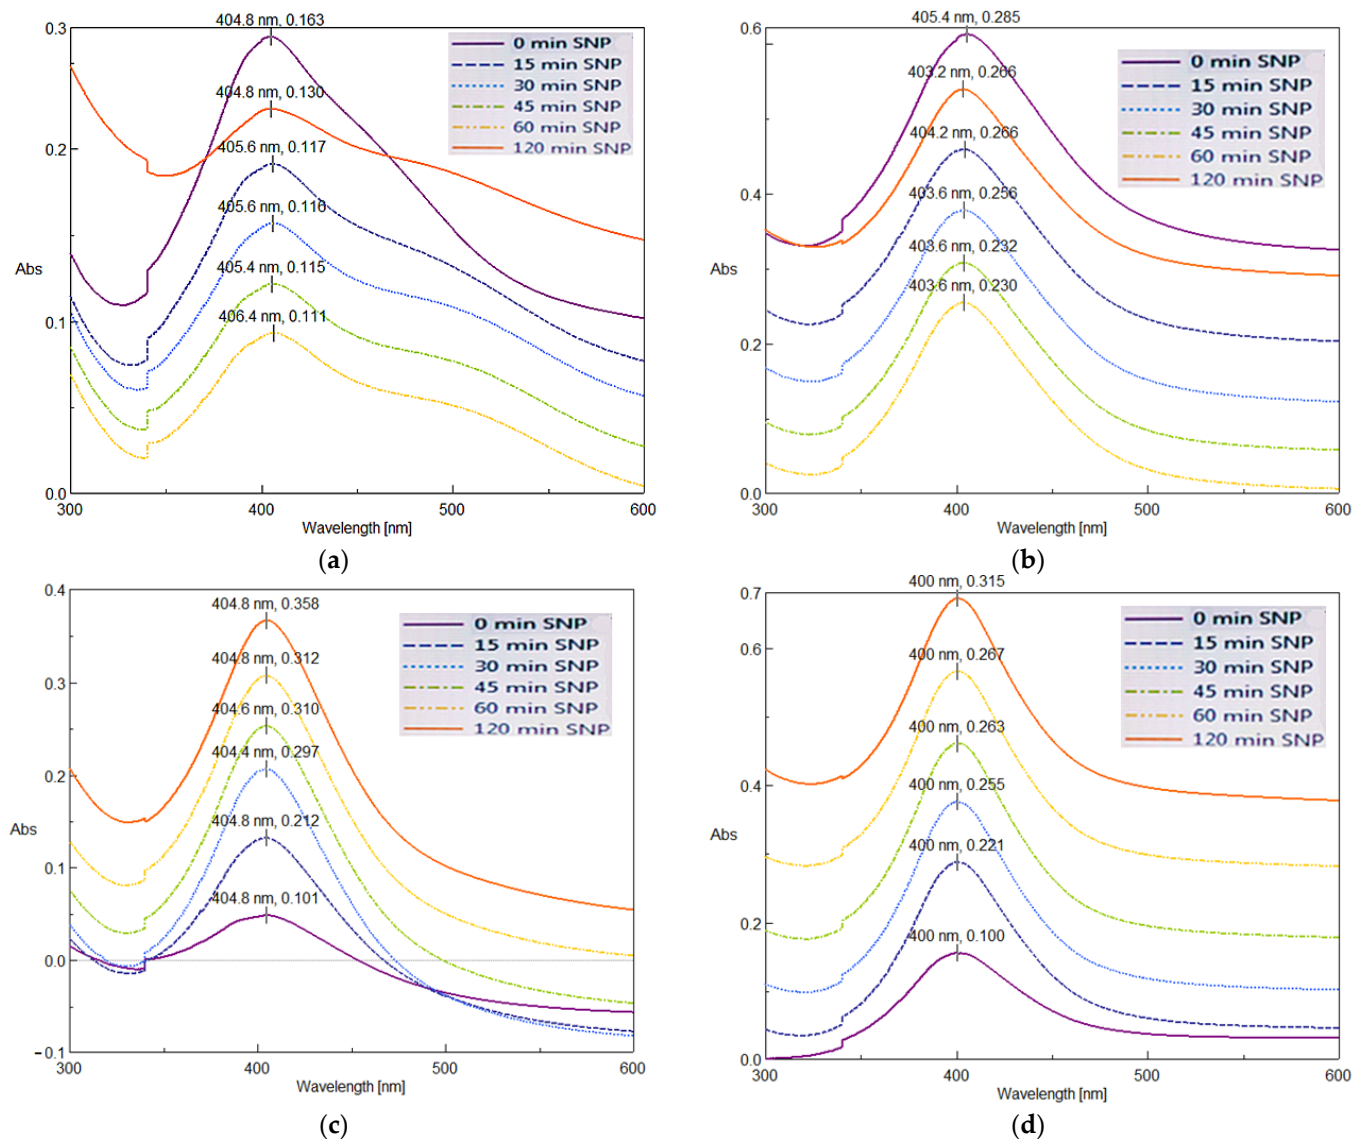 0.3
0.2
Abs
0.1
0.0
300
400
500
600
Wavelength [nm]
404.8 nm, 0.163
404.8 nm, 0.130
405.6 nm, 0.117
405.6 nm, 0.116
405.4 nm, 0.115
406.4 nm, 0.111
0 min SNP
15 min SNP
30 min SNP
45 min SNP
60 min SNP
120 min SNP
(a)
0.6
0.4
Abs
0.2
0.0
300
400
500
600
Wavelength [nm]
405.4 nm, 0.285
403.2 nm, 0.266
404.2 nm, 0.266
403.6 nm, 0.256
403.6 nm, 0.232
403.6 nm, 0.230
0 min SNP
15 min SNP
30 min SNP
45 min SNP
60 min SNP
120 min SNP
(b)
0.4
0.3
0.2
Abs
0.1
0.0
−0.1
300
400
500
600
Wavelength [nm]
404.8 nm, 0.358
404.8 nm, 0.312
404.6 nm, 0.310
404.4 nm, 0.297
404.8 nm, 0.212
404.8 nm, 0.101
0 min SNP
15 min SNP
30 min SNP
45 min SNP
60 min SNP
120 min SNP
(c)
0.7
0.6
0.4
Abs
0.2
0.0
300
400
500
600
Wavelength [nm]
400 nm, 0.315
400 nm, 0.267
400 nm, 0.263
400 nm, 0.255
400 nm, 0.221
400 nm, 0.100
0 min SNP
15 min SNP
30 min SNP
45 min SNP
60 min SNP
120 min SNP
(d)